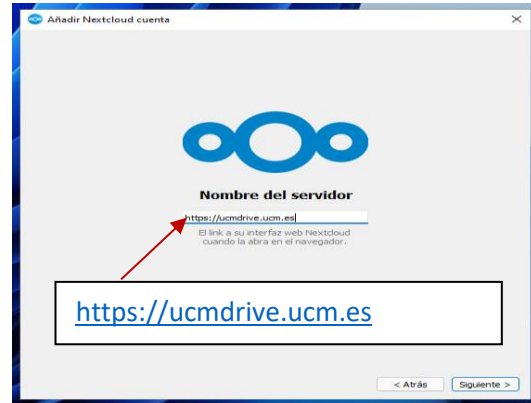 Añadir Nextcloud cuenta
Nombre del servidor
https://ucmdrive.ucm.es
El link a su interfaz web Nextcloud
cuando la abra en el navegador.
https://ucmdrive.ucm.es
< Atrás Siguiente >